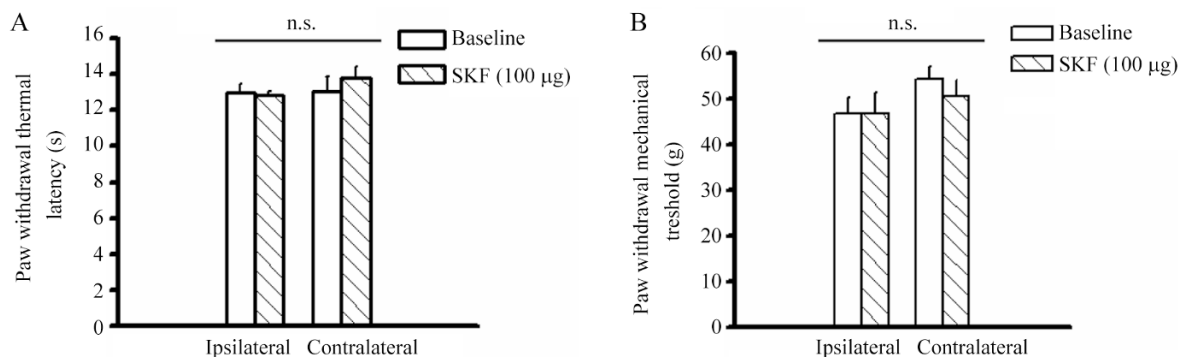 A
n.s.
Baseline
SKF (100 μg)
Paw withdrawal thermal
latency (s)
16
14
12
10
8
6
4
2
0
Ipsilateral Contralateral
B
n.s.
Baseline
SKF (100 μg)
Paw withdrawal mechanical
treshold (g)
60
50
40
30
20
10
0
Ipsilateral Contralateral